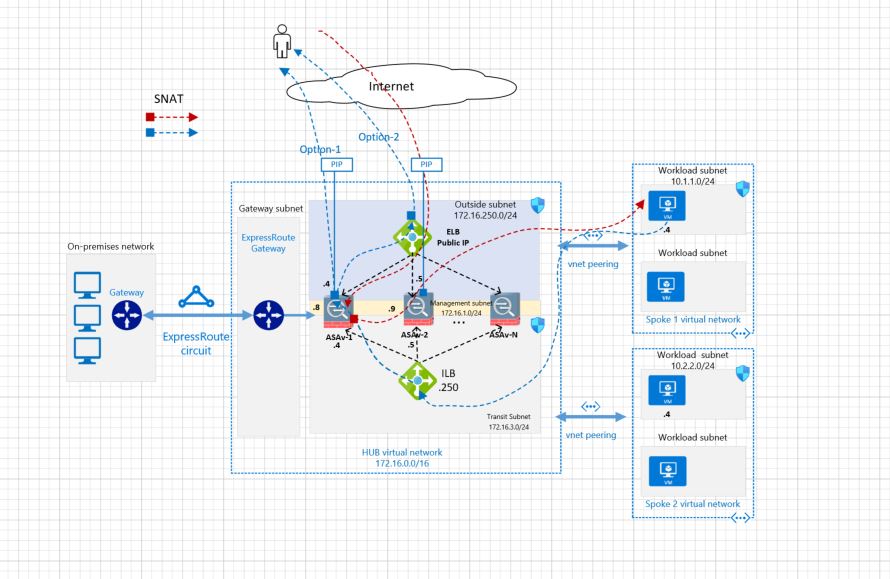 Internet
SNAT
Option-2
Option-1
PIP
PIP
Workload subnet
10.1.1.0/24
VM
.4
Workload subnet
VM
Spoke 1 virtual network
Gateway subnet
Outside subnet
172.16.250.0/24
ELB
Public IP
ExpressRoute
Gateway
vnet peering
On-premises network
Gateway
ExpressRoute
circuit
.4
.5
.8
.9
Management subnet
172.16.1.0/24
...
ASAv-1
.4
ASAv-2
.5
ASAv-N
ILB
.250
Transit Subnet
172.16.3.0/24
HUB virtual network
172.16.0.0/16
vnet peering
Workload subnet
10.2.2.0/24
VM
.4
Workload subnet
VM
Spoke 2 virtual network